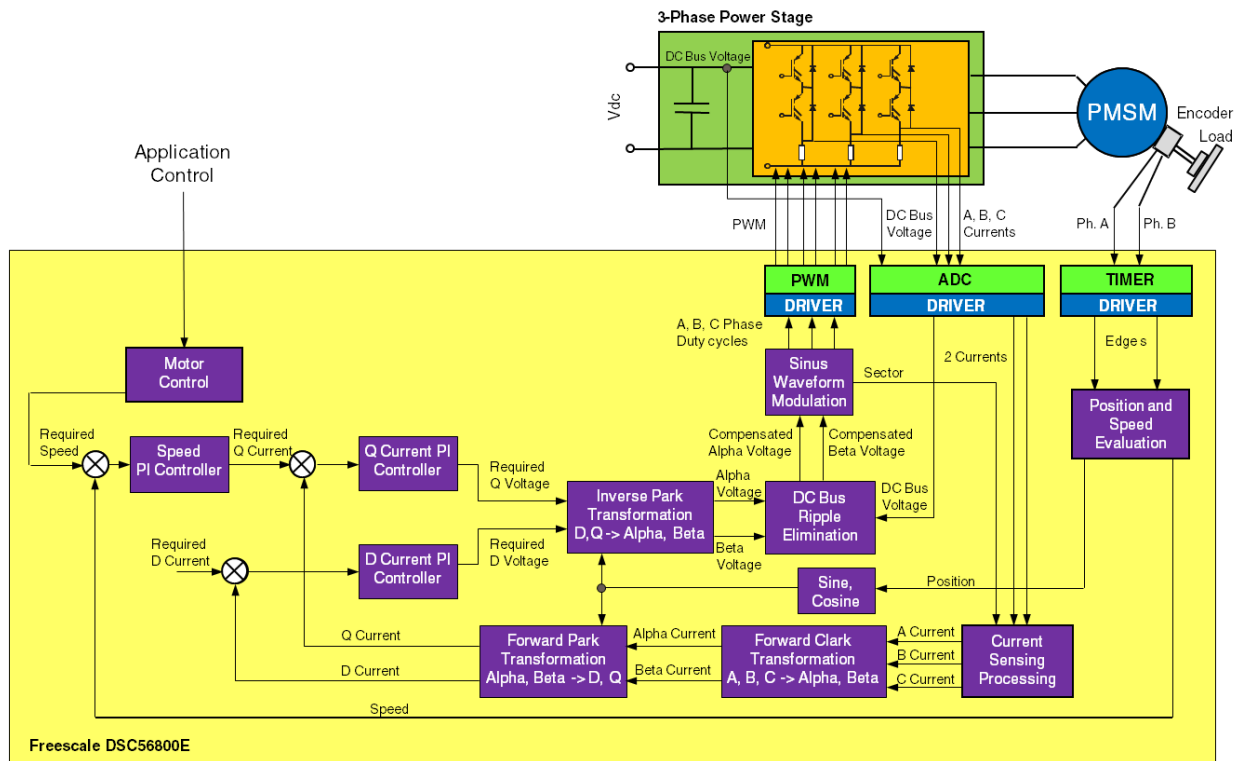 3-Phase Power Stage
DC Bus Voltage
Vdc
PMSM
Encoder
Load
Application
Control
PWM
DC Bus
Voltage
A, B, C
Currents
Ph. A
Ph. B
PWM
DRIVER
ADC
DRIVER
TIMER
DRIVER
A, B, C Phase
Duty cycles
2 Currents
Edge s
Motor
Control
Sinus
Waveform
Modulation
Sector
Position and
Speed
Evaluation
Required
Speed
Speed
PI Controller
Required
Q Current
Q Current PI
Controller
Required
Q Voltage
Compensated
Alpha Voltage
Compensated
Beta Voltage
Inverse Park
Transformation
D,Q -> Alpha, Beta
Alpha
Voltage
Beta
Voltage
DC Bus
Ripple
Elimination
DC Bus
Voltage
Required
D Current
D Current PI
Controller
Required
D Voltage
Sine,
Cosine
Position
Q Current
D Current
Forward Park
Transformation
Alpha, Beta -> D, Q
Alpha Current
Beta Current
Forward Clark
Transformation
A, B, C -> Alpha, Beta
A Current
B Current
C Current
Current
Sensing
Processing
Speed
Freescale DSC56800E